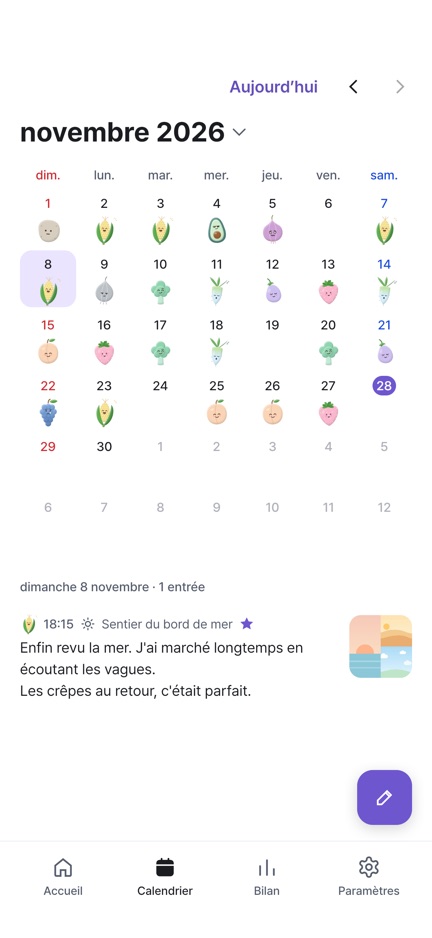 Aujourd’hui
novembre 2026
dim. lun. mar. mer. jeu. ven. sam.
1 2 3 4 5 6 7
8 9 10 11 12 13 14
15 16 17 18 19 20 21
22 23 24 25 26 27 28
29 30 1 2 3 4 5
6 7 8 9 10 11 12
dimanche 8 novembre · 1 entrée
18:15 Sentier du bord de mer
Enfin revu la mer. J'ai marché longtemps en
écoutant les vagues.
Les crêpes au retour, c'était parfait.
Accueil Calendrier Bilan Paramètres